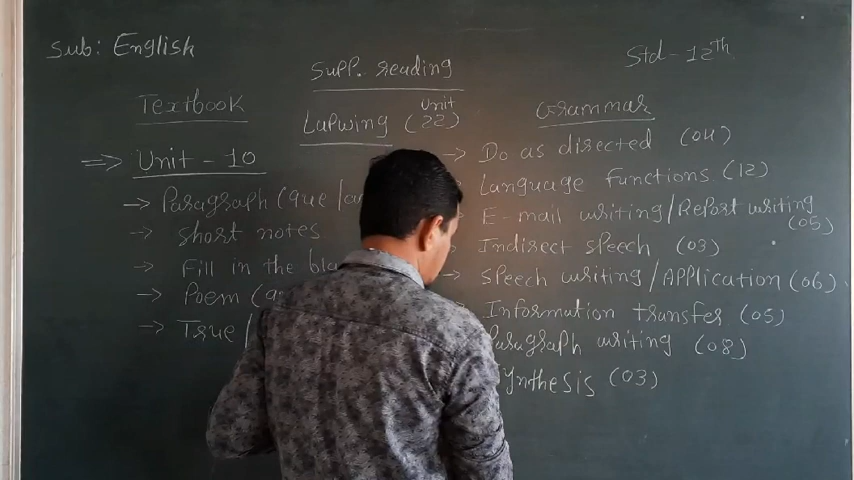 Sub: English
Std - 12th
Supp. reading
Textbook
Lapwing (22) Unit
Grammar
=> Unit - 10
-> Paragraph (que /
-> short notes
-> Fill in the
-> Poem (
-> True /
-> Do as directed (04)
Language functions (12)
E-mail writing/Report writing (05)
Indirect speech (03)
-> Speech writing/Application (06)
Information transfer (05)
Paragraph writing (08)
Synthesis (03)